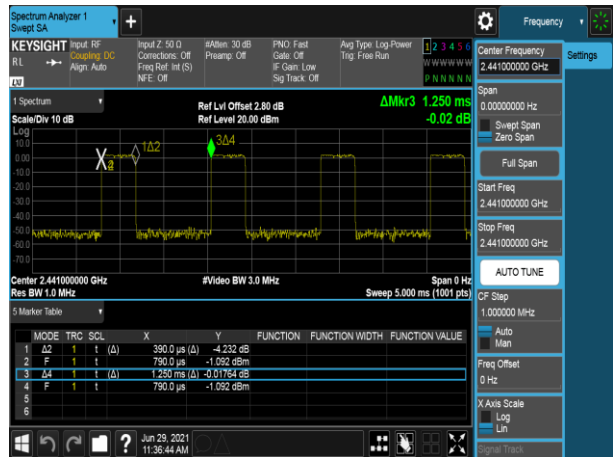 Spectrum Analyzer 1
Swept SA
+
Frequency
KEYSIGHT
RL
LXI
Input: RF
Coupling: DC
Align: Auto
Input Z: 50 Ω
Corrections: Off
Freq Ref: Int (S)
NFE: Off
#Atten: 30 dB
Preamp: Off
PNO: Fast
Gate: Off
IF Gain: Low
Sig Track: Off
Avg Type: Log-Power
Trig: Free Run
1 2 3 4 5 6
W W W W W W
P N N N N N
Center Frequency
2.441000000 GHz
Settings
Span
0.00000000 Hz
Swept Span
Zero Span
Full Span
Start Freq
2.441000000 GHz
Stop Freq
2.441000000 GHz
AUTO TUNE
CF Step
1.000000 MHz
Auto
Man
Freq Offset
0 Hz
X Axis Scale
Log
Lin
Signal Track
1 Spectrum
Scale/Div 10 dB
Ref Lvl Offset 2.80 dB
Ref Level 20.00 dBm
ΔMkr3 1.250 ms
-0.02 dB
Log
10.0
0.00
-10.0
-20.0
-30.0
-40.0
-50.0
-60.0
-70.0
X2
1Δ2
3Δ4
Center 2.441000000 GHz
Res BW 1.0 MHz
#Video BW 3.0 MHz
Span 0 Hz
Sweep 5.000 ms (1001 pts)
5 Marker Table
MODE TRC SCL X Y FUNCTION FUNCTION WIDTH FUNCTION VALUE
1 Δ2 1 t (Δ) 390.0 µs (Δ) -4.232 dB
2 F 1 t 790.0 µs -1.092 dBm
3 Δ4 1 t (Δ) 1.250 ms (Δ) -0.01764 dB
4 F 1 t 790.0 µs -1.092 dBm
5
6
?
Jun 29, 2021
11:36:44 AM